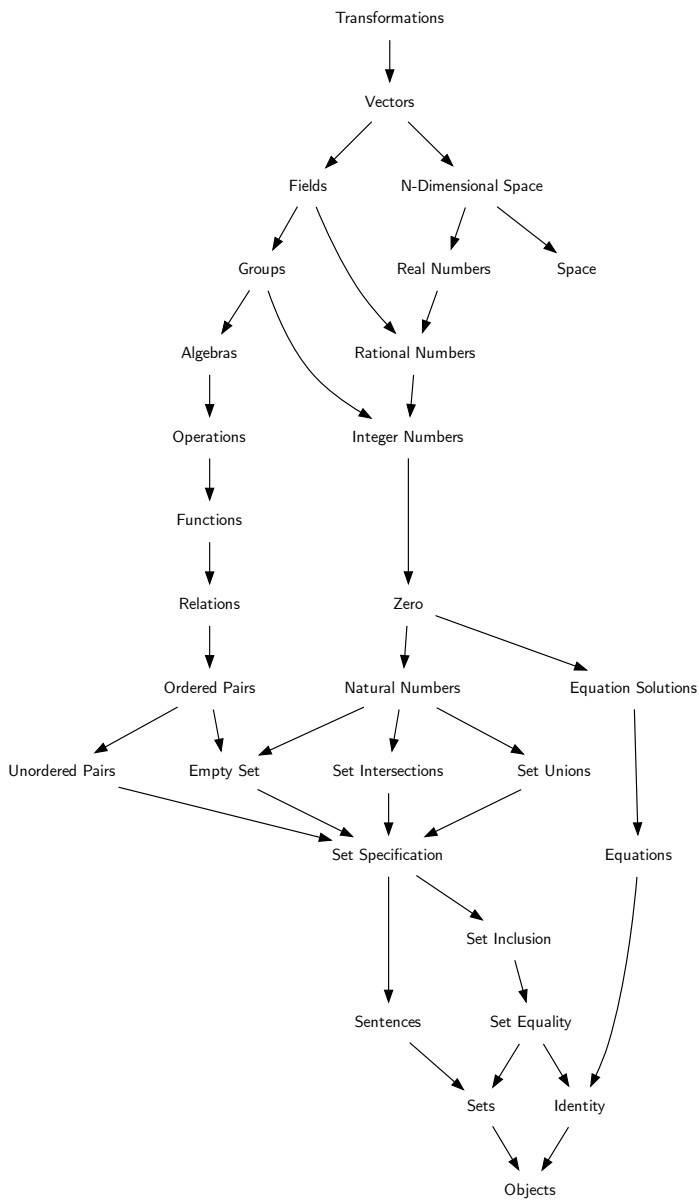 Transformations
Vectors
Fields
N-Dimensional Space
Groups
Real Numbers
Space
Algebras
Rational Numbers
Operations
Integer Numbers
Functions
Relations
Zero
Ordered Pairs
Natural Numbers
Equation Solutions
Unordered Pairs
Empty Set
Set Intersections
Set Unions
Set Specification
Equations
Set Inclusion
Sentences
Set Equality
Sets
Identity
Objects